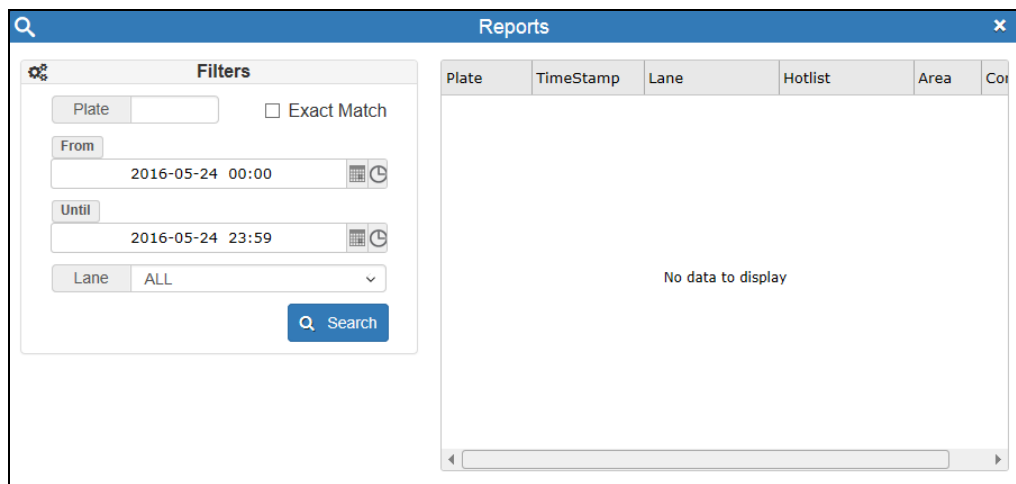 Reports
Filters
Plate
Exact Match
From
2016-05-24 00:00
Until
2016-05-24 23:59
Lane ALL
Search
Plate TimeStamp Lane Hotlist Area
No data to display